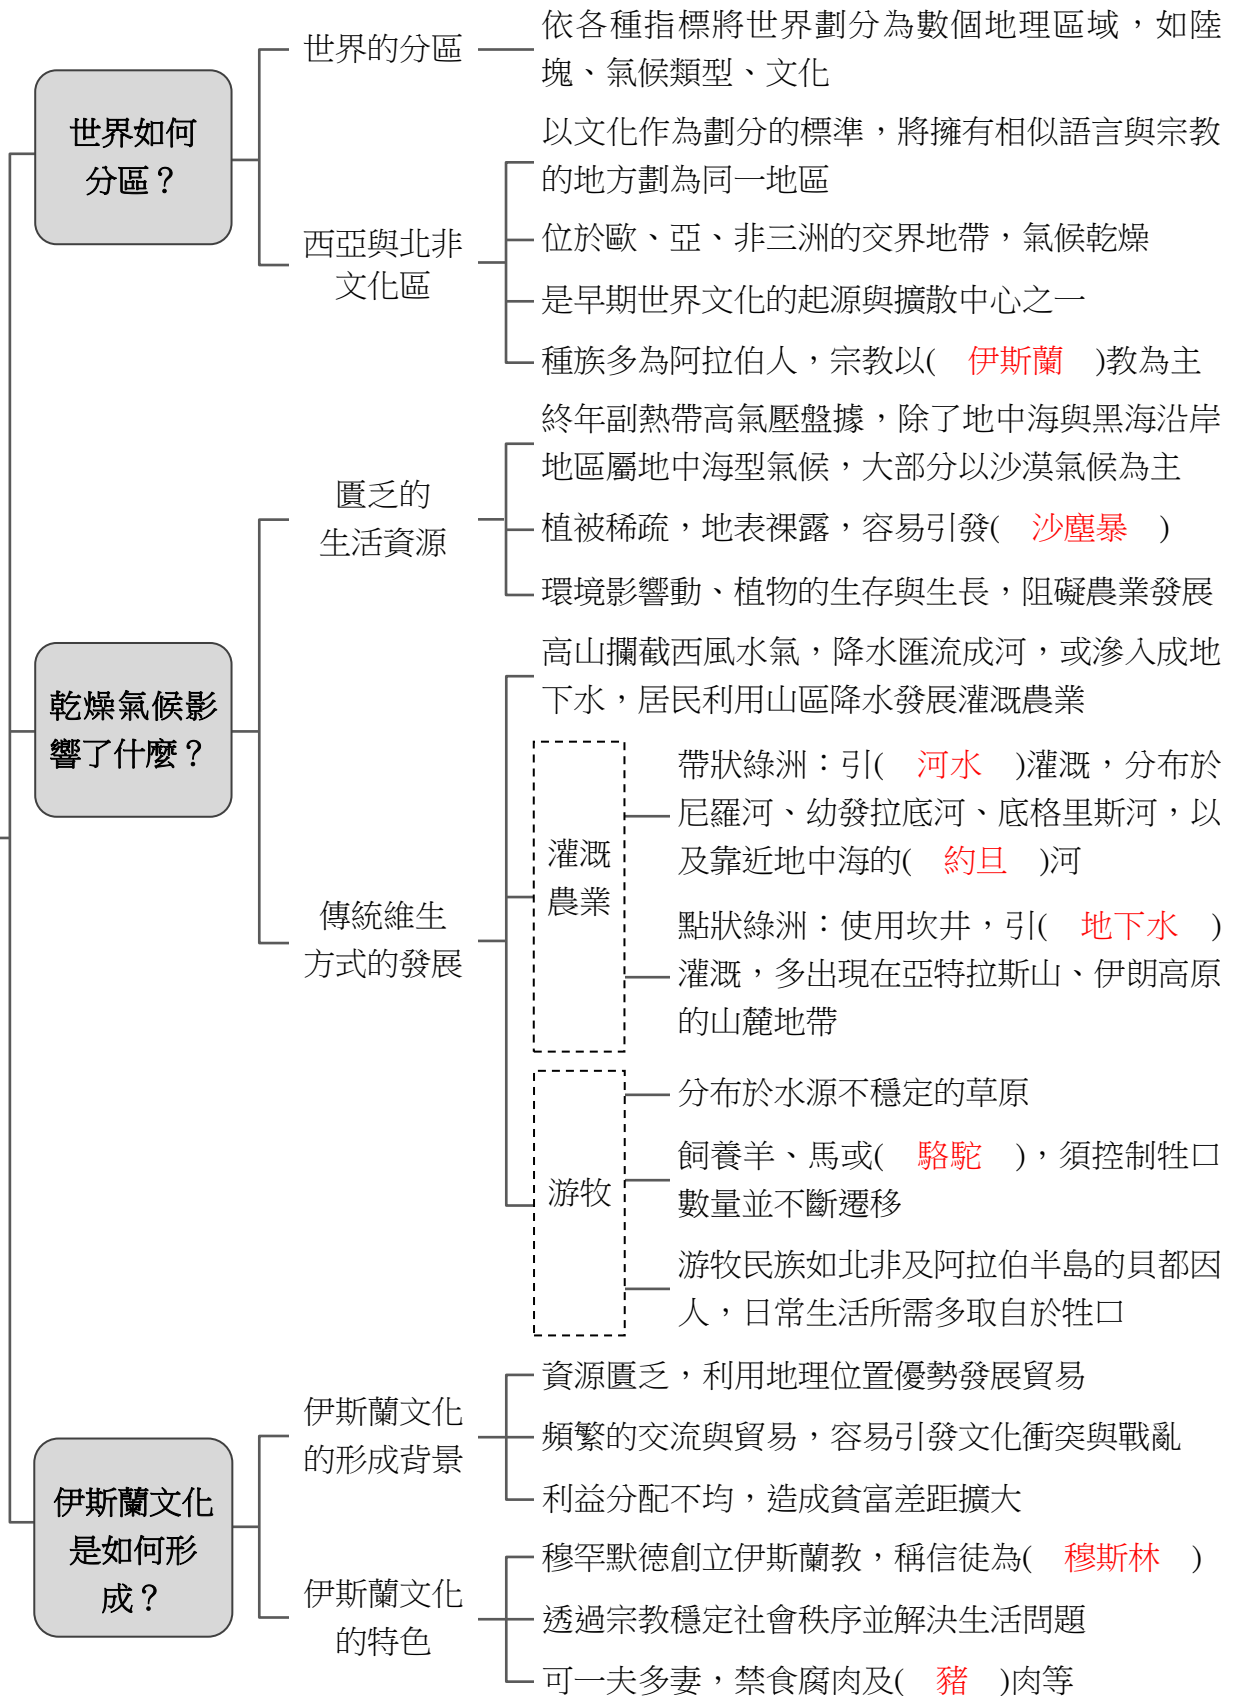 世界如何
分區？
世界的分區
依各種指標將世界劃分為數個地理區域，如陸
塊、氣候類型、文化
西亞與北非
文化區
以文化作為劃分的標準，將擁有相似語言與宗教
的地方劃為同一地區
位於歐、亞、非三洲的交界地帶，氣候乾燥
是早期世界文化的起源與擴散中心之一
種族多為阿拉伯人，宗教以( 伊斯蘭 )教為主
乾燥氣候影
響了什麼？
匱乏的
生活資源
終年副熱帶高氣壓盤據，除了地中海與黑海沿岸
地區屬地中海型氣候，大部分以沙漠氣候為主
植被稀疏，地表裸露，容易引發( 沙塵暴 )
環境影響動、植物的生存與生長，阻礙農業發展
傳統維生
方式的發展
高山攔截西風水氣，降水匯流成河，或滲入成地
下水，居民利用山區降水發展灌溉農業
灌溉
農業
帶狀綠洲：引( 河水 )灌溉，分布於
尼羅河、幼發拉底河、底格里斯河，以
及靠近地中海的( 約旦 )河
點狀綠洲：使用坎井，引( 地下水 )
灌溉，多出現在亞特拉斯山、伊朗高原
的山麓地帶
游牧
分布於水源不穩定的草原
飼養羊、馬或( 駱駝 )，須控制牲口
數量並不斷遷移
游牧民族如北非及阿拉伯半島的貝都因
人，日常生活所需多取自於牲口
伊斯蘭文化
是如何形
成？
伊斯蘭文化
的形成背景
資源匱乏，利用地理位置優勢發展貿易
頻繁的交流與貿易，容易引發文化衝突與戰亂
利益分配不均，造成貧富差距擴大
伊斯蘭文化
的特色
穆罕默德創立伊斯蘭教，稱信徒為( 穆斯林 )
透過宗教穩定社會秩序並解決生活問題
可一夫多妻，禁食腐肉及( 豬 )肉等